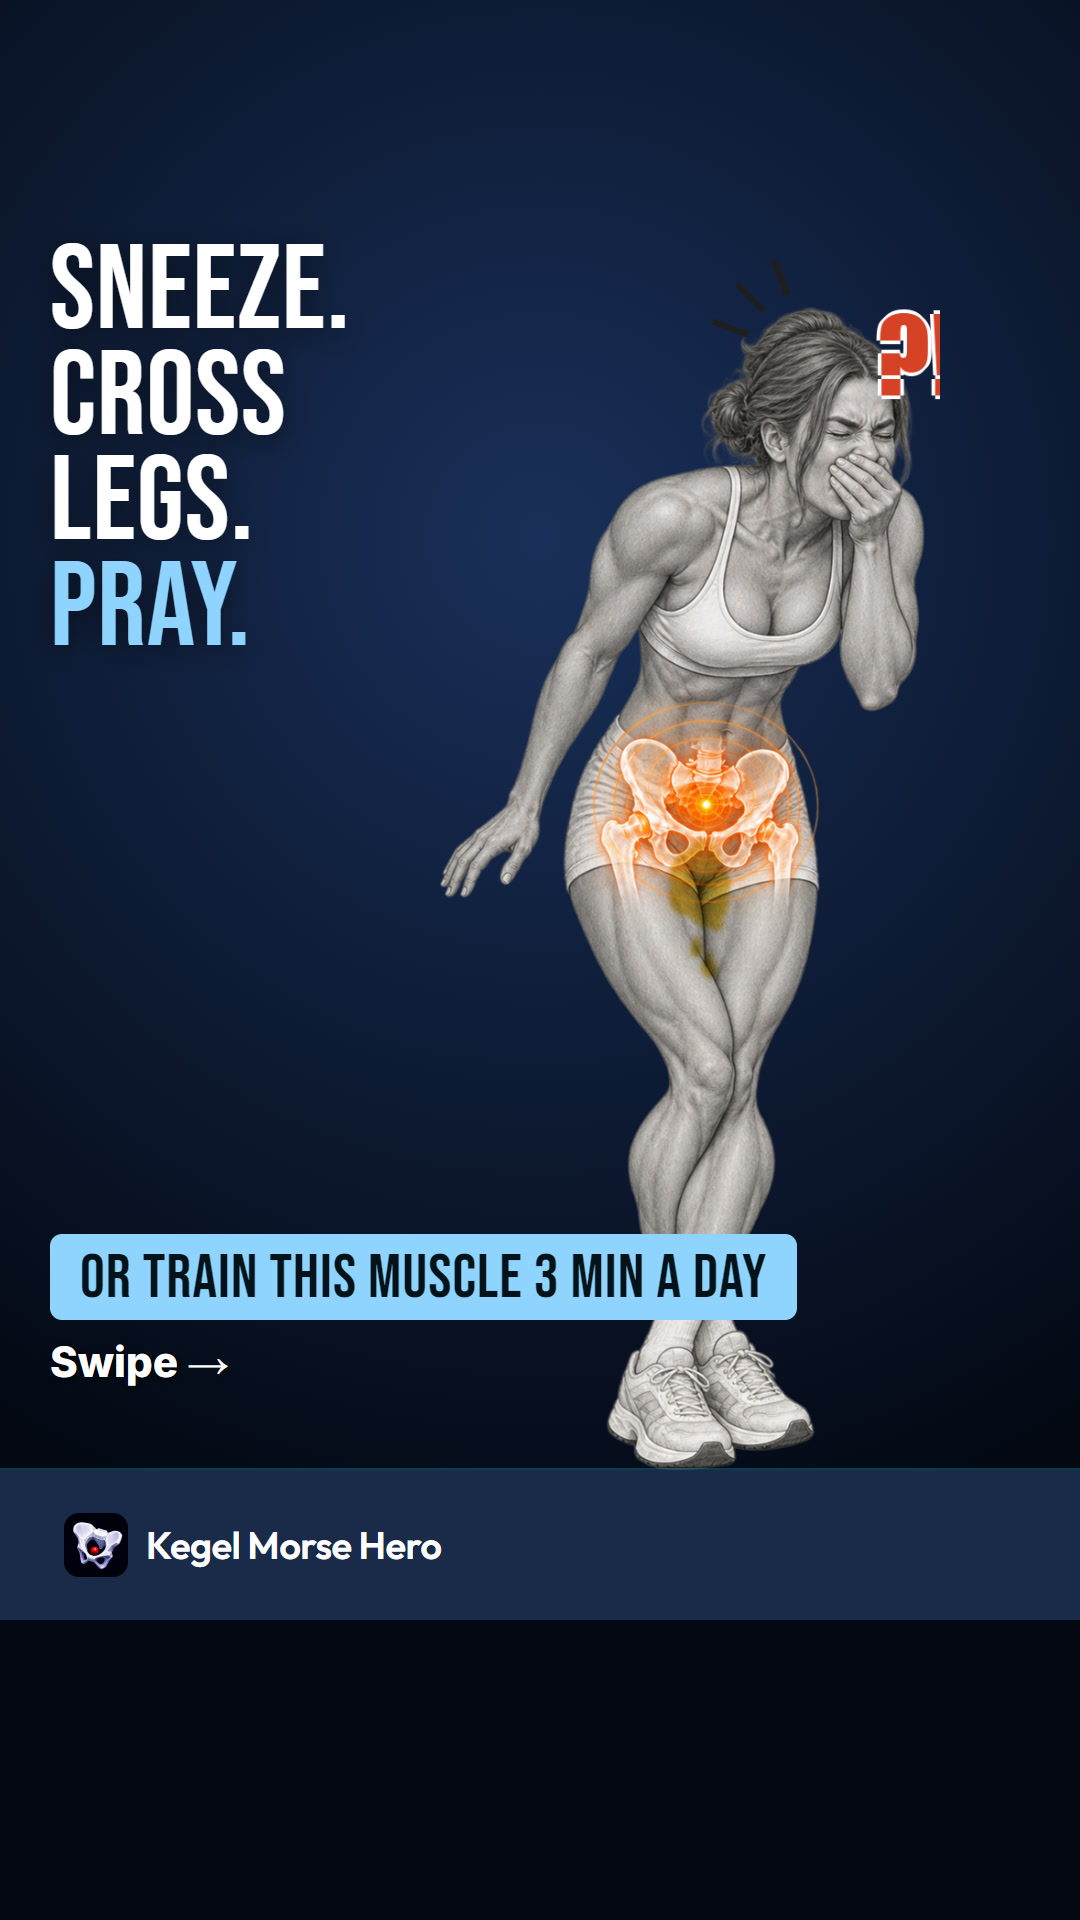 SNEEZE.
CROSS
LEGS.
PRAY.
?!
OR TRAIN THIS MUSCLE 3 MIN A DAY
Swipe →
Kegel Morse Hero